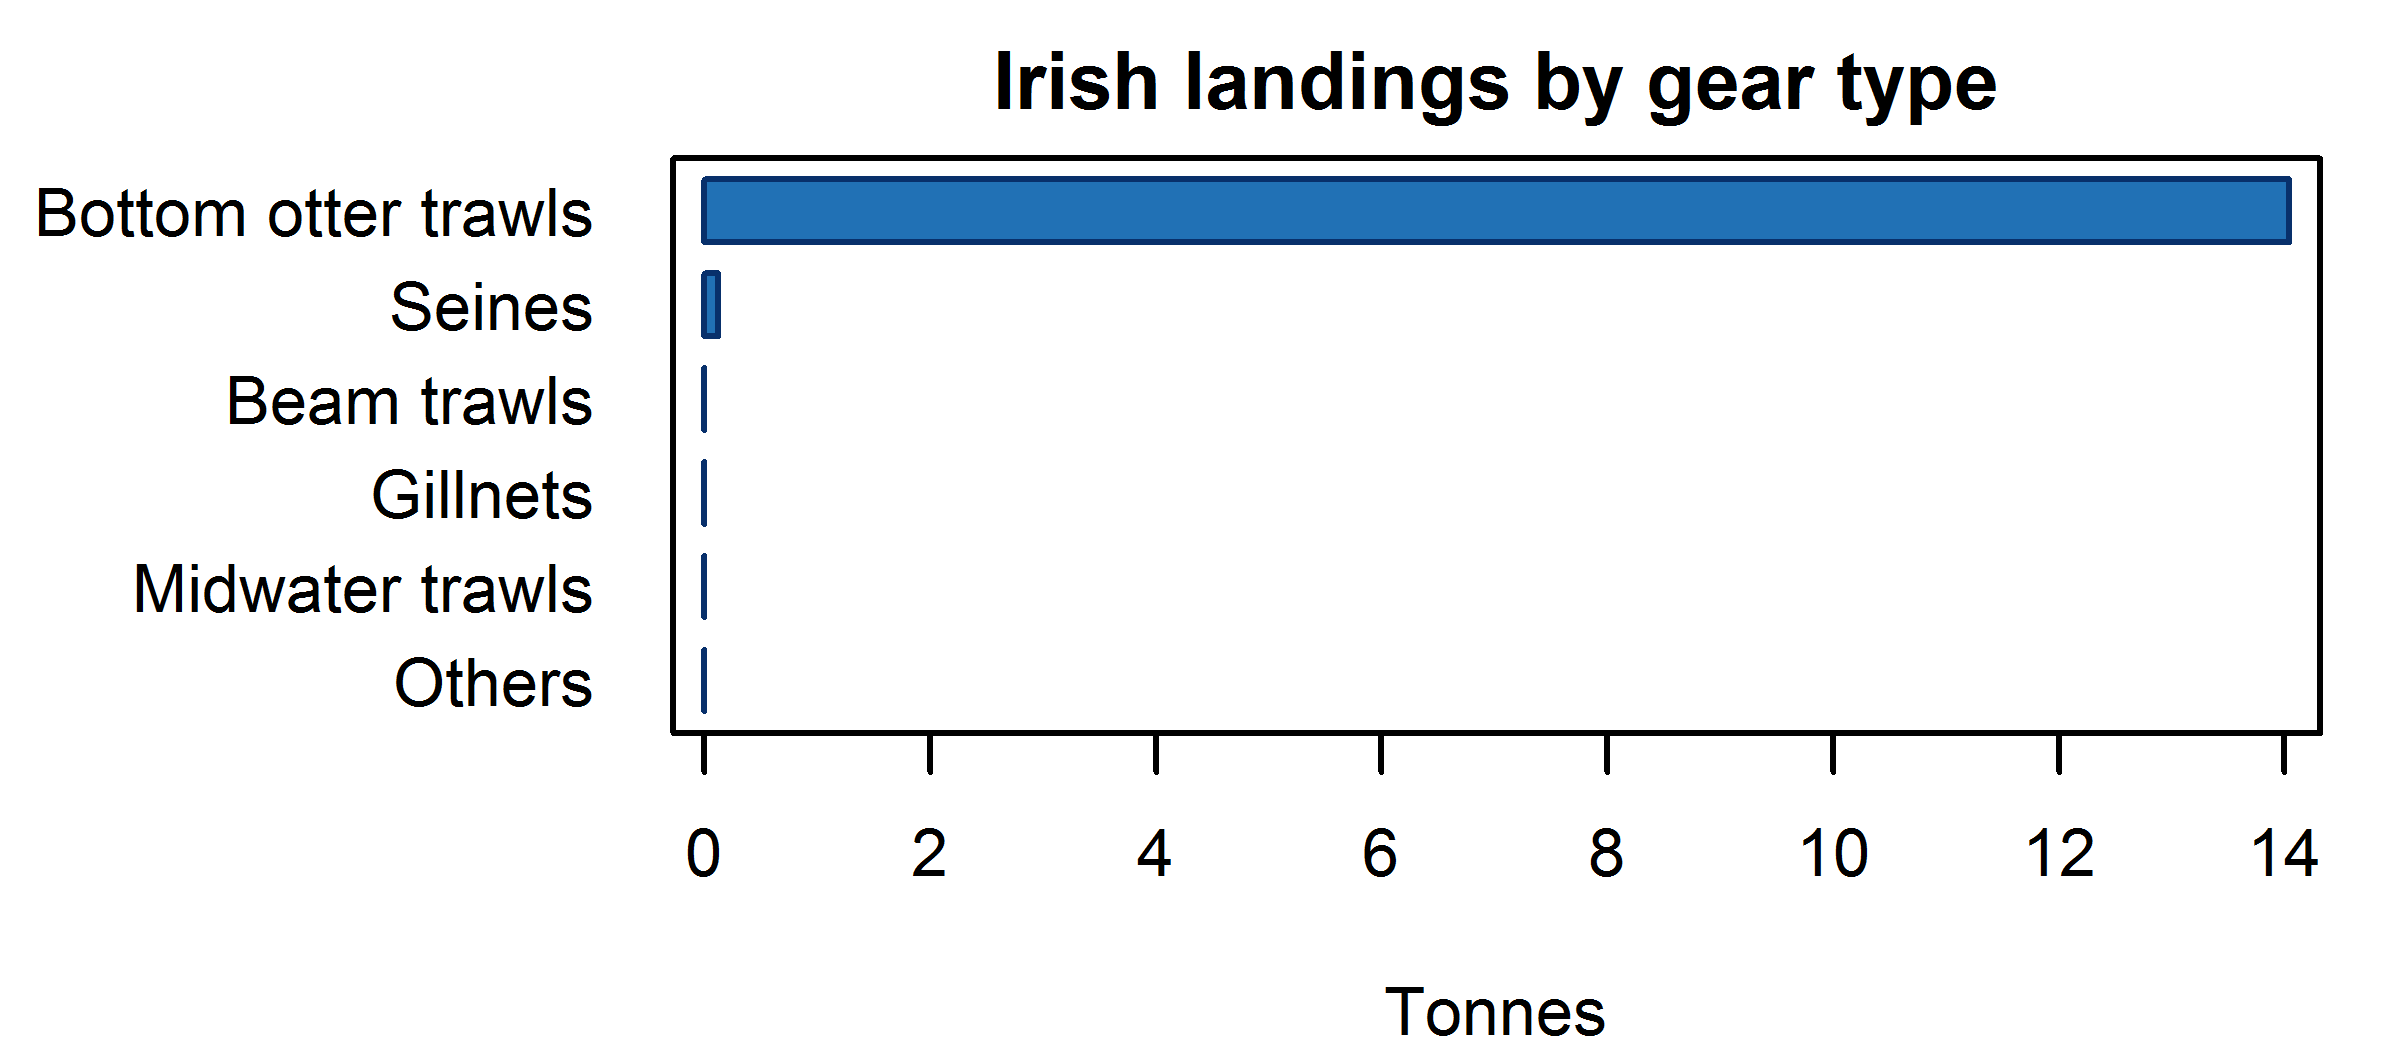 Irish landings by gear type
Bottom otter trawls
Seines
Beam trawls
Gillnets
Midwater trawls
Others
0 2 4 6 8 10 12 14
Tonnes